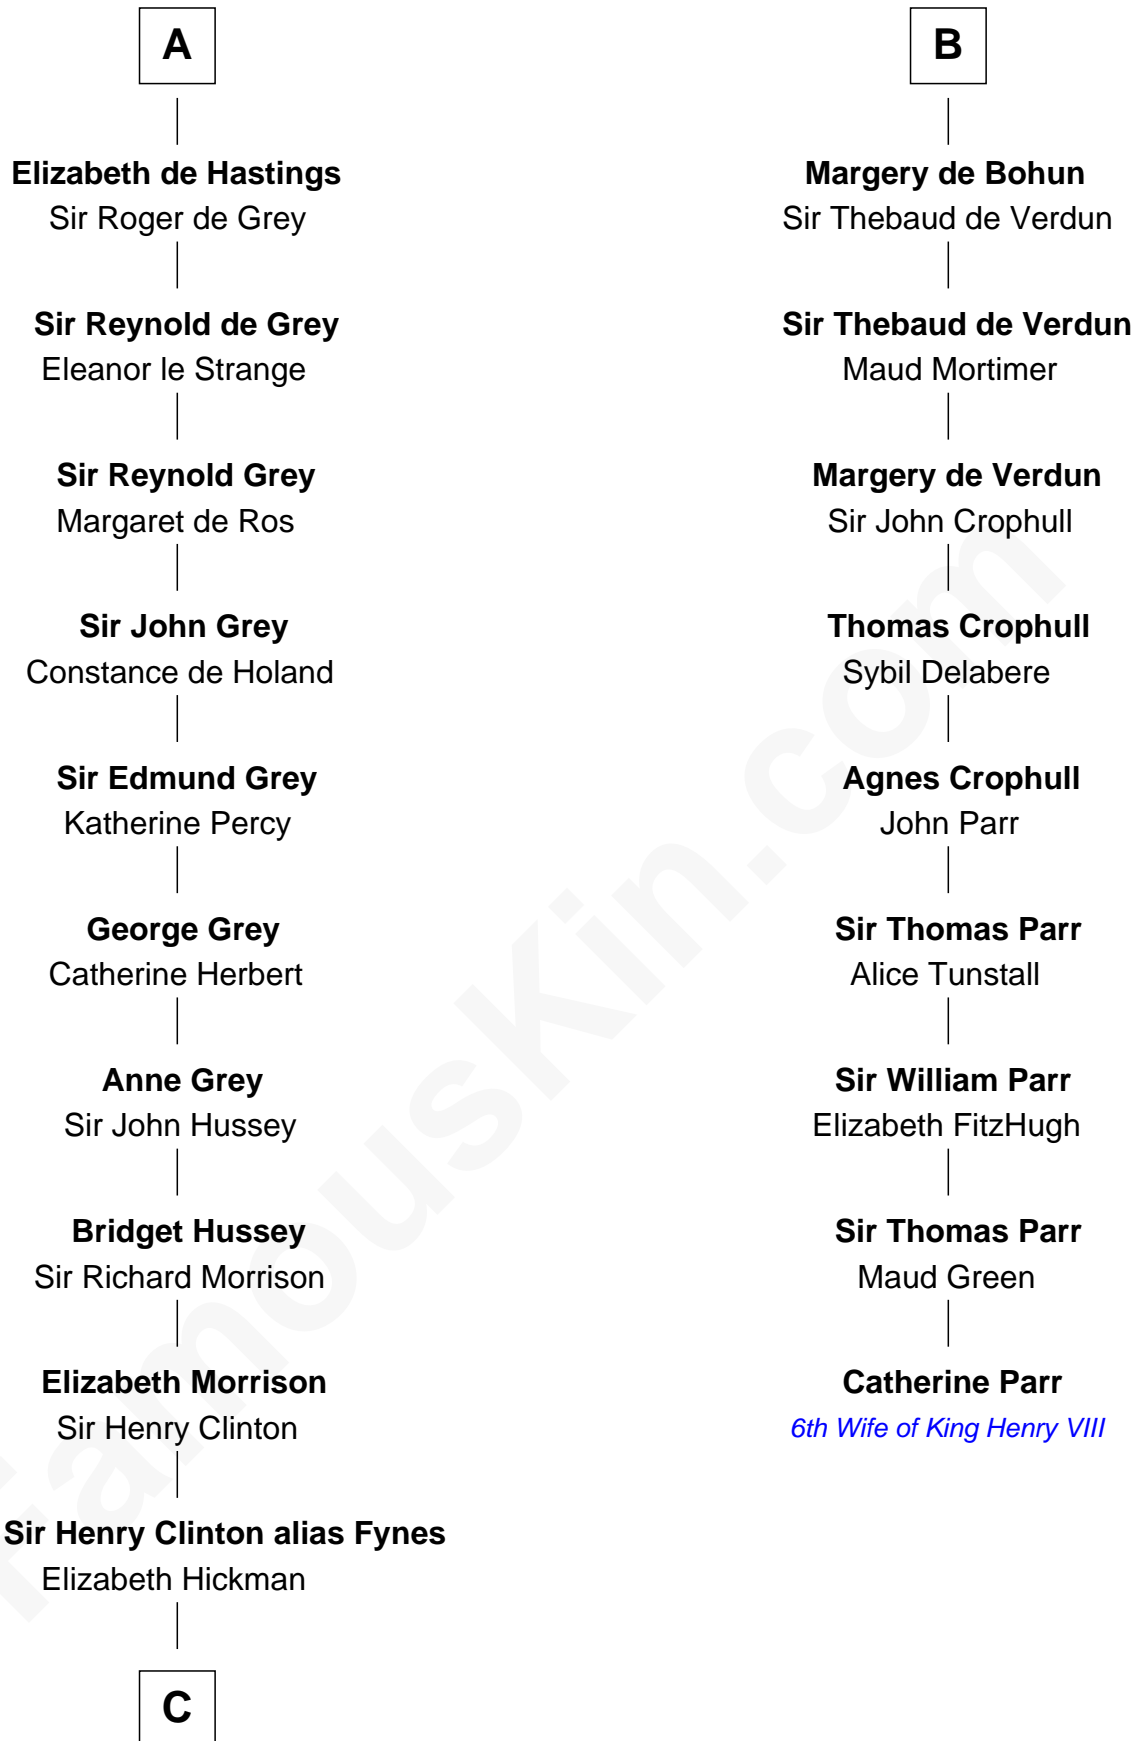 A
Elizabeth de Hastings
Sir Roger de Grey
Sir Reynold de Grey
Eleanor le Strange
Sir Reynold Grey
Margaret de Ros
Sir John Grey
Constance de Holand
Sir Edmund Grey
Katherine Percy
George Grey
Catherine Herbert
Anne Grey
Sir John Hussey
Bridget Hussey
Sir Richard Morrison
Elizabeth Morrison
Sir Henry Clinton
Sir Henry Clinton alias Fynes
Elizabeth Hickman
C
B
Margery de Bohun
Sir Thebaud de Verdun
Sir Thebaud de Verdun
Maud Mortimer
Margery de Verdun
Sir John Crophull
Thomas Crophull
Sybil Delabere
Agnes Crophull
John Parr
Sir Thomas Parr
Alice Tunstall
Sir William Parr
Elizabeth FitzHugh
Sir Thomas Parr
Maud Green
Catherine Parr
6th Wife of King Henry VIII
FamousKin.com